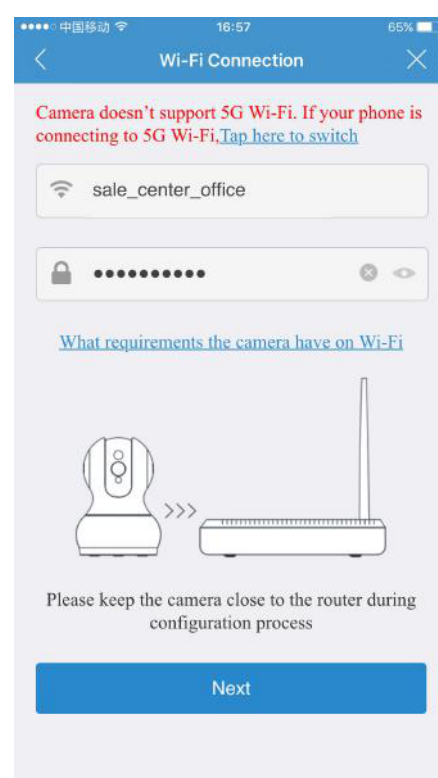 中国移动 16:57 65%
Wi-Fi Connection
Camera doesn't support 5G Wi-Fi. If your phone is
connecting to 5G Wi-Fi,Tap here to switch
sale_center_office
What requirements the camera have on Wi-Fi
>>>
Please keep the camera close to the router during
configuration process
Next